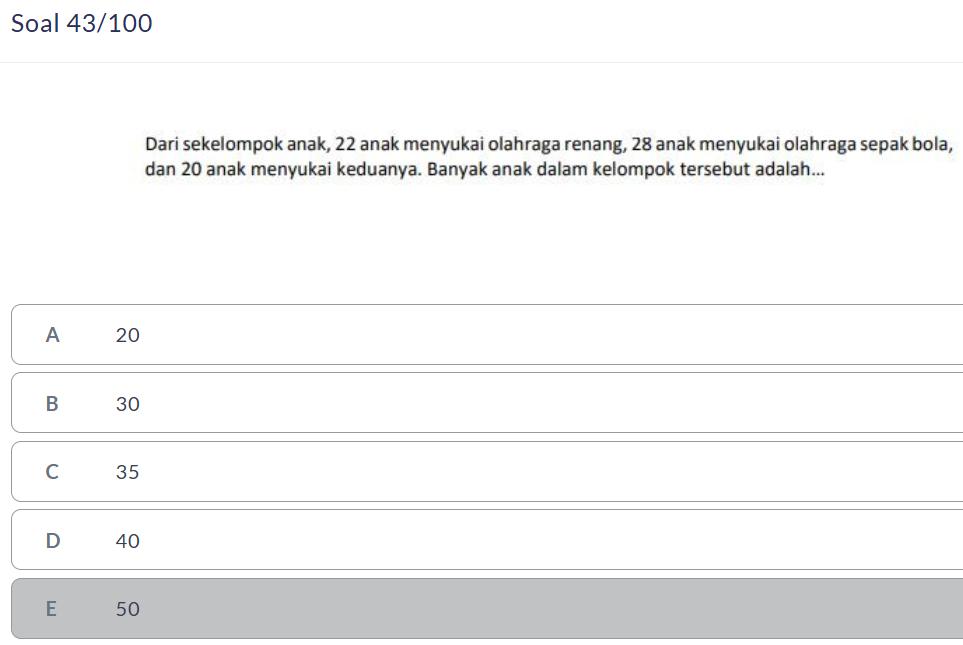 Soal 43/100
Dari sekelompok anak, 22 anak menyukai olahraga renang, 28 anak menyukai olahraga sepak bola,
dan 20 anak menyukai keduanya. Banyak anak dalam kelompok tersebut adalah...
A 20
B 30
C 35
D 40
E 50